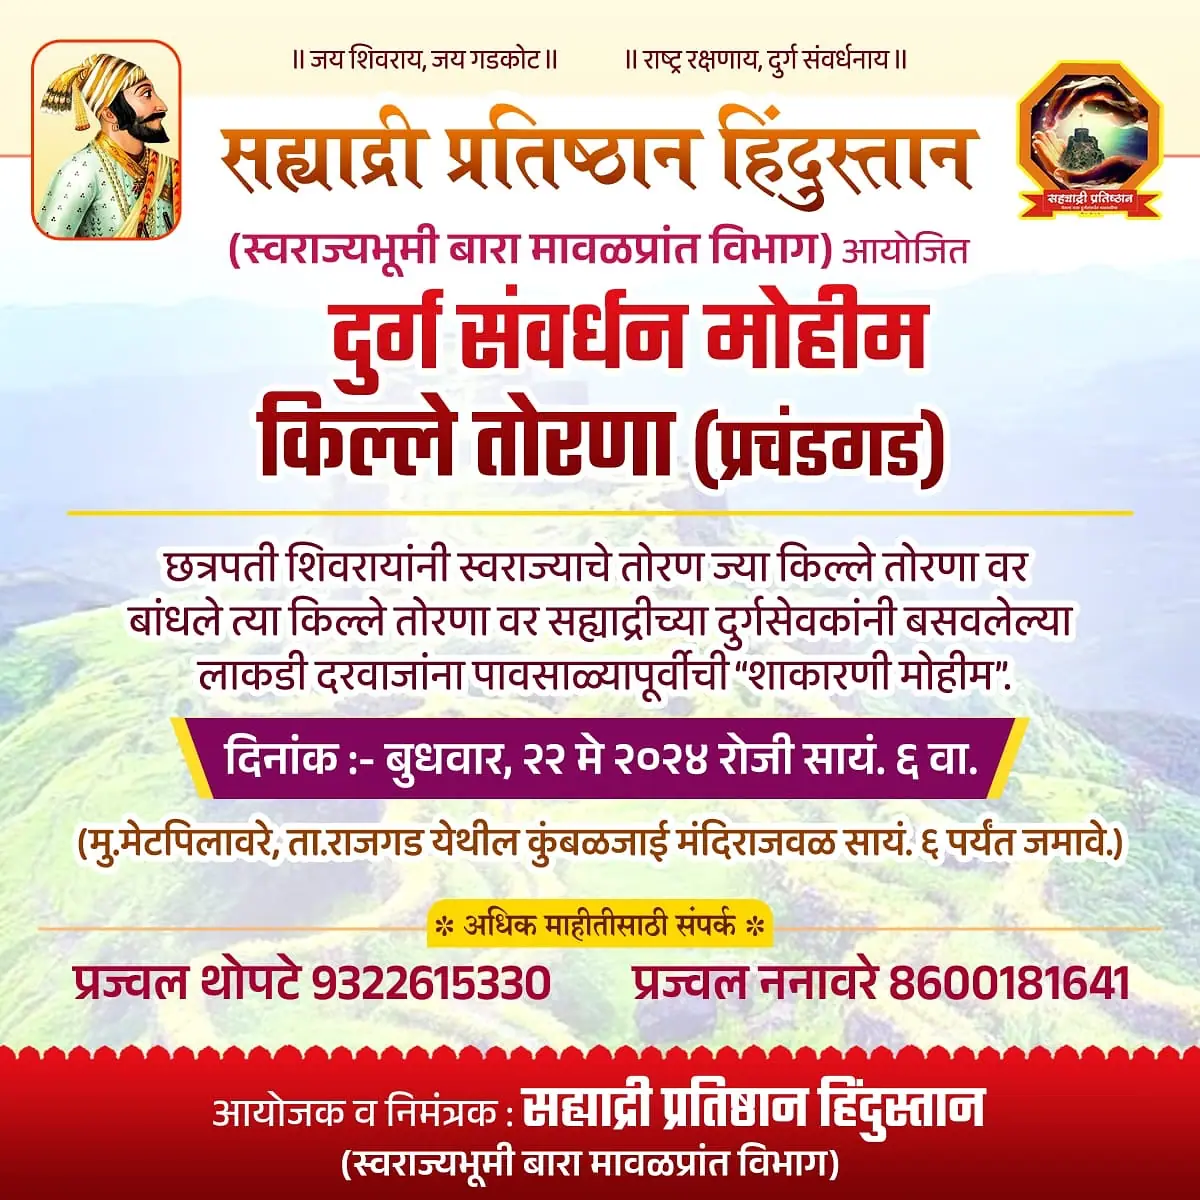 ॥ जय शिवराय, जय गडकोट ॥ ॥ राष्ट्र रक्षणाय, दुर्ग संवर्धनाय ॥
सह्याद्री प्रतिष्ठान हिंदुस्तान
सह्याद्री प्रतिष्ठान
(स्वराज्यभूमी बारा मावळप्रांत विभाग) आयोजित
दुर्ग संवर्धन मोहीम
किल्ले तोरणा (प्रचंडगड)
छत्रपती शिवरायांनी स्वराज्याचे तोरण ज्या किल्ले तोरणा वर
बांधले त्या किल्ले तोरणा वर सह्याद्रीच्या दुर्गसेवकांनी बसवलेल्या
लाकडी दरवाजांना पावसाळ्यापूर्वीची “शाकारणी मोहीम”.
दिनांक :- बुधवार, २२ मे २०२४ रोजी सायं. ६ वा.
(मु.मेटपिलावरे, ता.राजगड येथील कुंबळजाई मंदिराजवळ सायं. ६ पर्यंत जमावे.)
* अधिक माहीतीसाठी संपर्क *
प्रज्वल थोपटे 9322615330 प्रज्वल ननावरे 8600181641
आयोजक व निमंत्रक : सह्याद्री प्रतिष्ठान हिंदुस्तान
(स्वराज्यभूमी बारा मावळप्रांत विभाग)